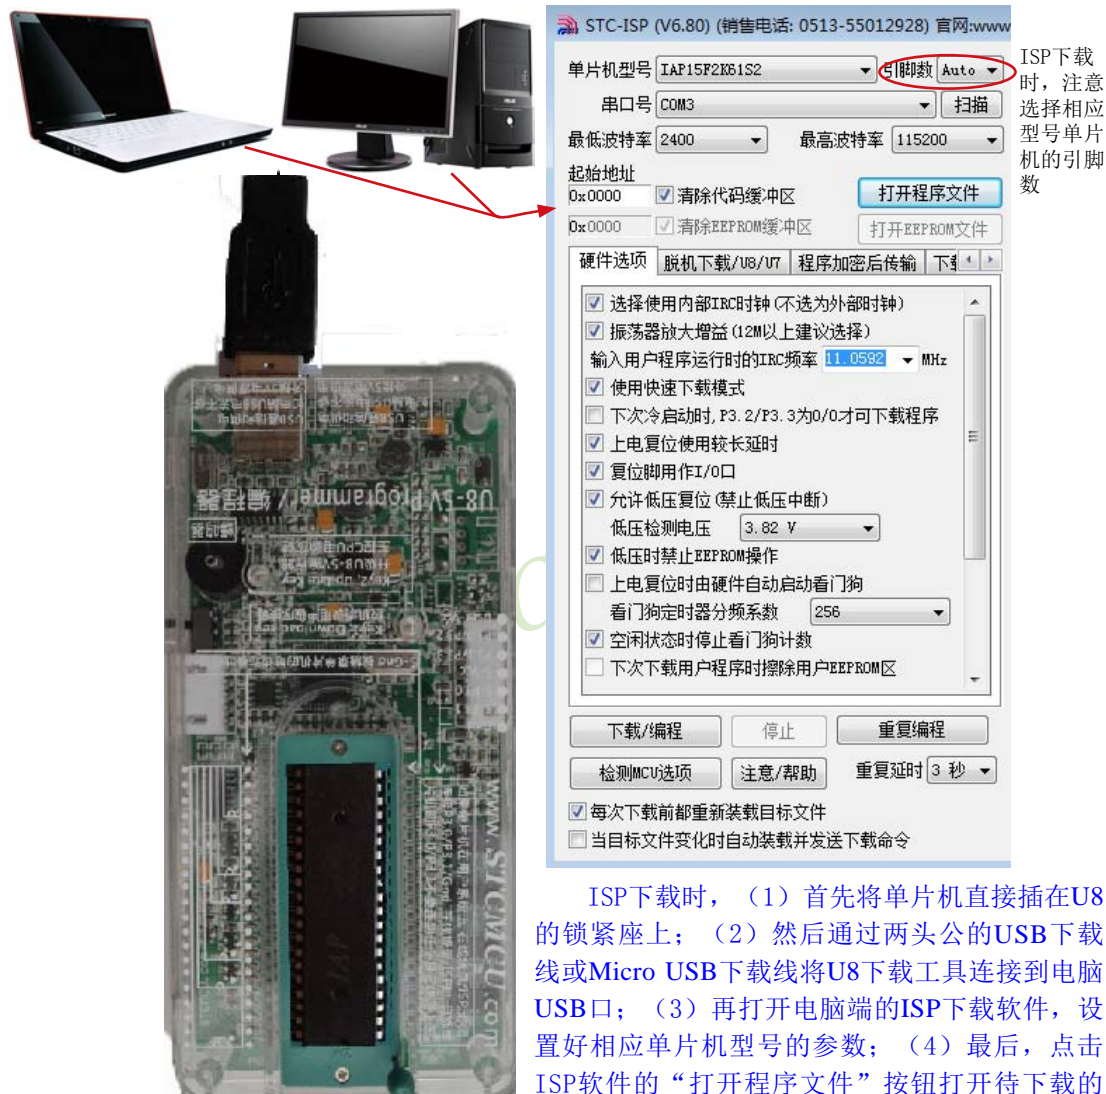 STC-ISP (V6.80) (销售电话: 0513-55012928) 官网:www
单片机型号 IAP15F2K61S2 引脚数 Auto
串口号 COM3 扫描
最低波特率 2400 最高波特率 115200
起始地址
0x0000 清除代码缓冲区 打开程序文件
0x0000 清除EEPROM缓冲区 打开EEPROM文件
硬件选项 脱机下载/U8/U7 程序加密后传输
选择使用内部IRC时钟(不选为外部时钟)
振荡器放大增益(12M以上建议选择)
输入用户程序运行时的IRC频率 11.0592 MHz
使用快速下载模式
下次冷启动时,P3.2/P3.3为0/0才可下载程序
上电复位使用较长延时
复位脚用作I/O口
允许低压复位(禁止低压中断)
低压检测电压 3.82 V
低压时禁止EEPROM操作
上电复位时由硬件自动启动看门狗
看门狗定时器分频系数 256
空闲状态时停止看门狗计数
下次下载用户程序时擦除用户EEPROM区
下载/编程 停止 重复编程
检测MCU选项 注意/帮助 重复延时 3 秒
每次下载前都重新装载目标文件
当目标文件变化时自动装载并发送下载命令
ISP下载
时，注意
选择相应
型号单片
机的引脚
数
U8-5V Programmer / 编程器
www.STCMCU.com
ISP下载时，（1）首先将单片机直接插在U8
的锁紧座上；（2）然后通过两头公的USB下载
线或Micro USB下载线将U8下载工具连接到电脑
USB口；（3）再打开电脑端的ISP下载软件，设
置好相应单片机型号的参数；（4）最后，点击
ISP软件的“打开程序文件”按钮打开待下载的